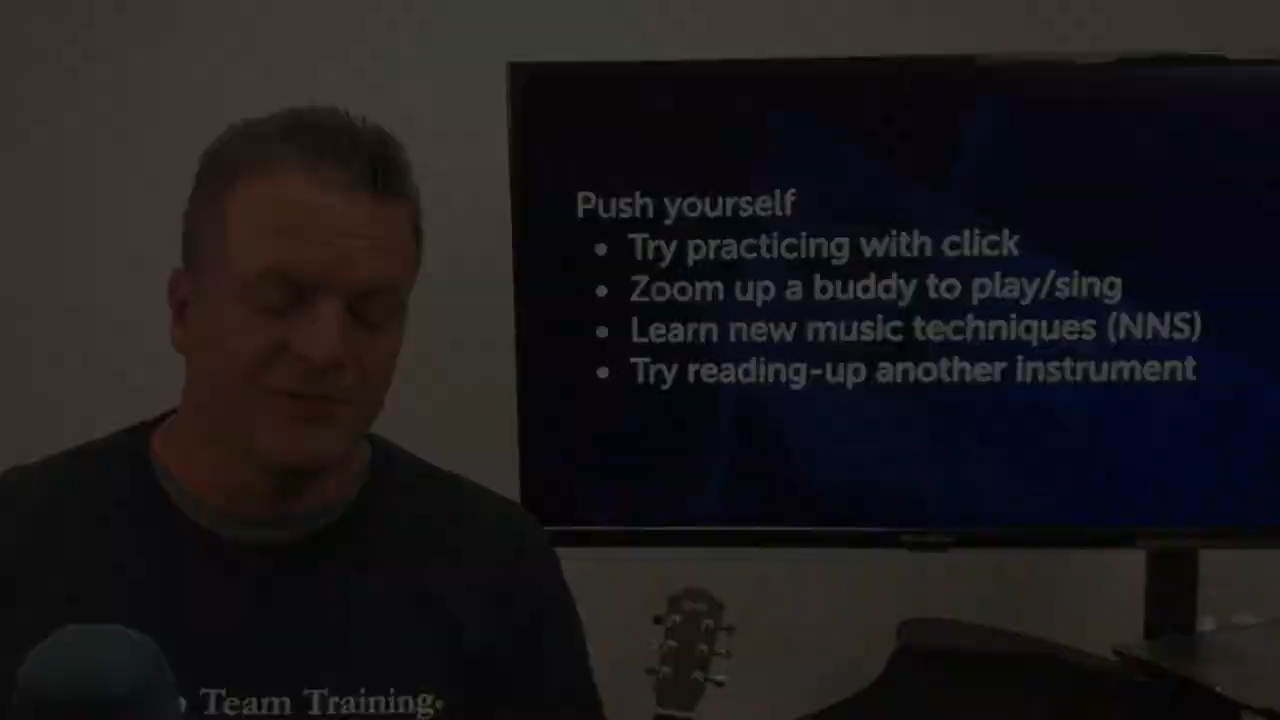 Push yourself
• Try practicing with click
• Zoom up a buddy to play/sing
• Learn new music techniques (NNS)
• Try reading-up another instrument
Team Training